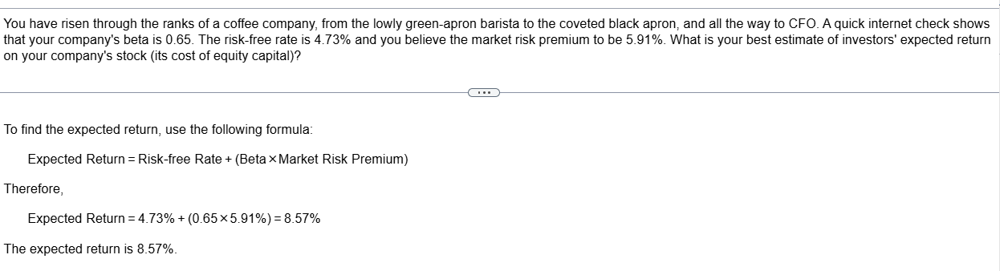 You have risen through the ranks of a coffee company, from the lowly green-apron barista to the coveted black apron, and all the way to CFO. A quick internet check shows
that your company's beta is 0.65. The risk-free rate is 4.73% and you believe the market risk premium to be 5.91%. What is your best estimate of investors' expected return
on your company's stock (its cost of equity capital)?
To find the expected return, use the following formula:
Expected Return = Risk-free Rate + (Beta × Market Risk Premium)
Therefore,
Expected Return = 4.73% + (0.65 × 5.91%) = 8.57%
The expected return is 8.57%.